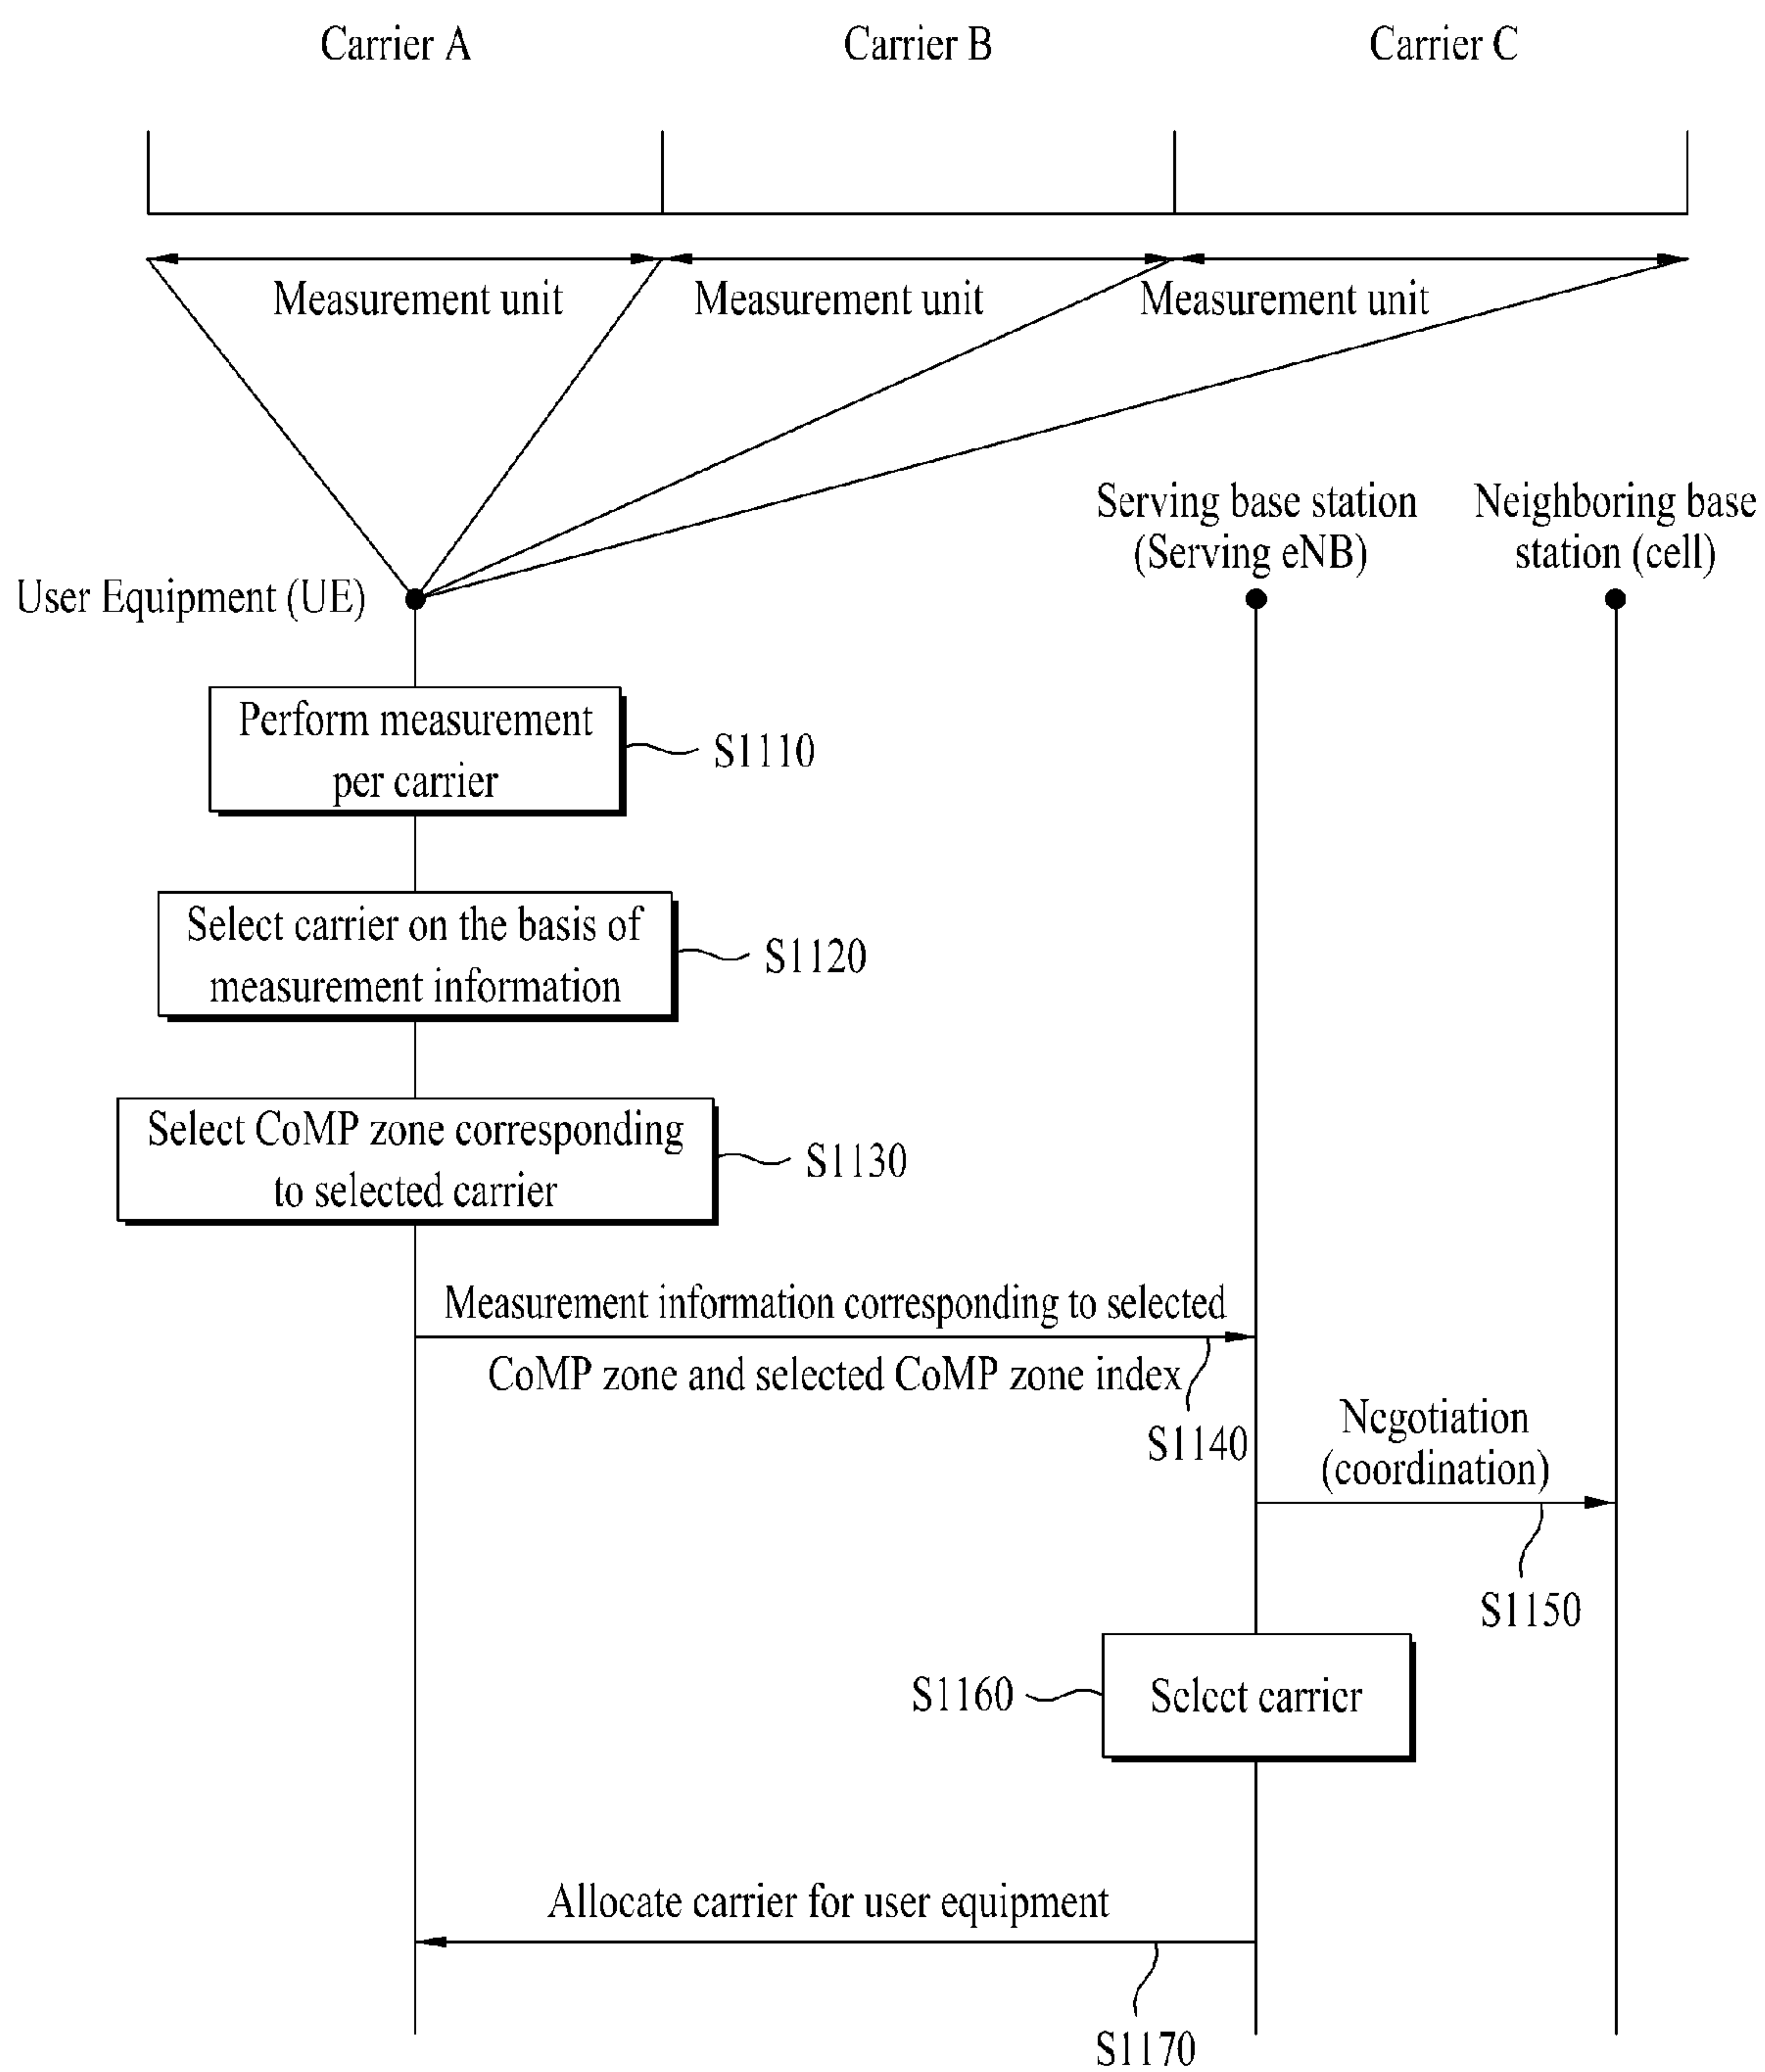 Carrier A
Carrier B
Carrier C
Measurement unit
Measurement unit
Measurement unit
Serving base station
(Serving eNB)
Neighboring base
station (cell)
User Equipment (UE)
Perform measurement
per carrier
S1110
Select carrier on the basis of
measurement information
S1120
Select CoMP zone corresponding
to selected carrier
S1130
Measurement information corresponding to selected
CoMP zone and selected CoMP zone index
S1140
Negotiation
(coordination)
S1150
S1160
Select carrier
Allocate carrier for user equipment
S1170